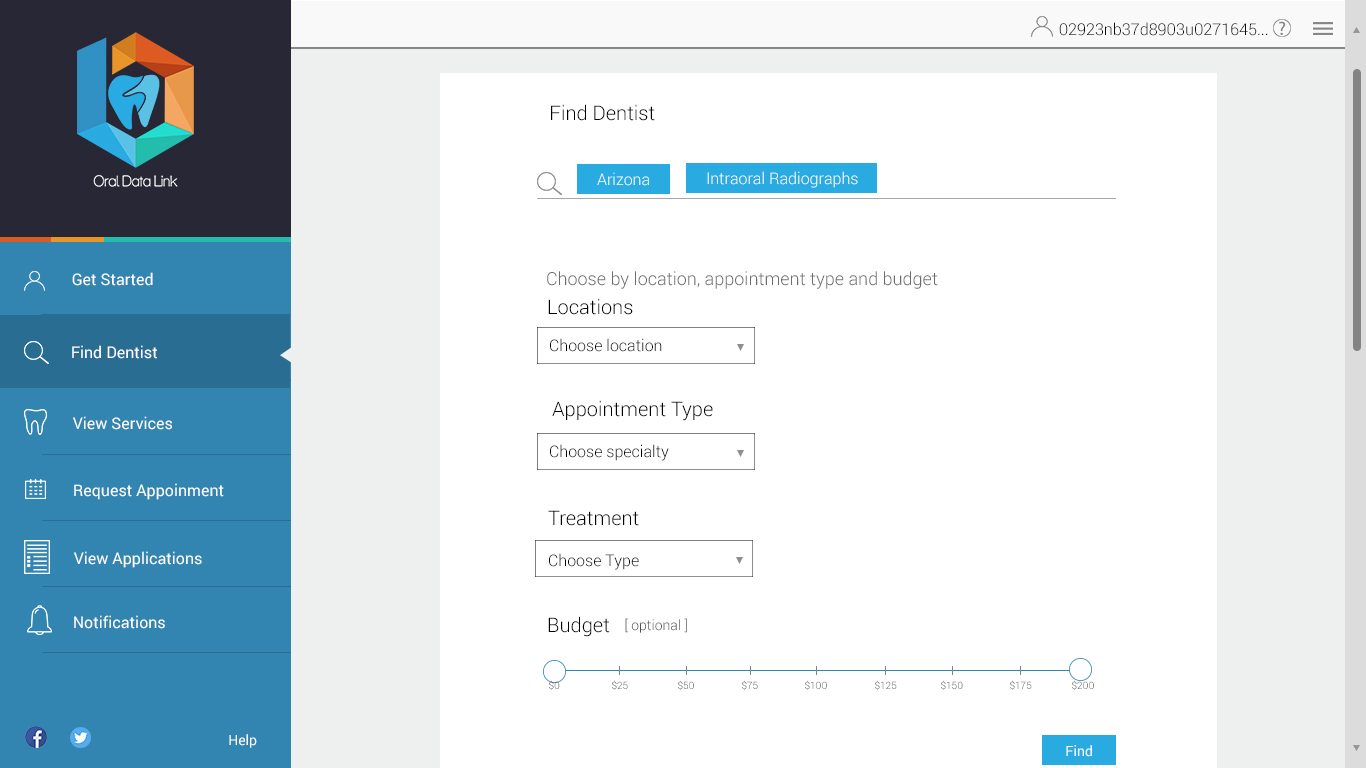 02923nb37d8903u0271645...
?
Oral Data Link
Get Started
Find Dentist
View Services
Request Appoinment
View Applications
Notifications
f
Help
Find Dentist
Arizona Intraoral Radiographs
Choose by location, appointment type and budget
Locations
Choose location
Appointment Type
Choose specialty
Treatment
Choose Type
Budget [ optional ]
$0 $25 $50 $75 $100 $125 $150 $175 $200
Find